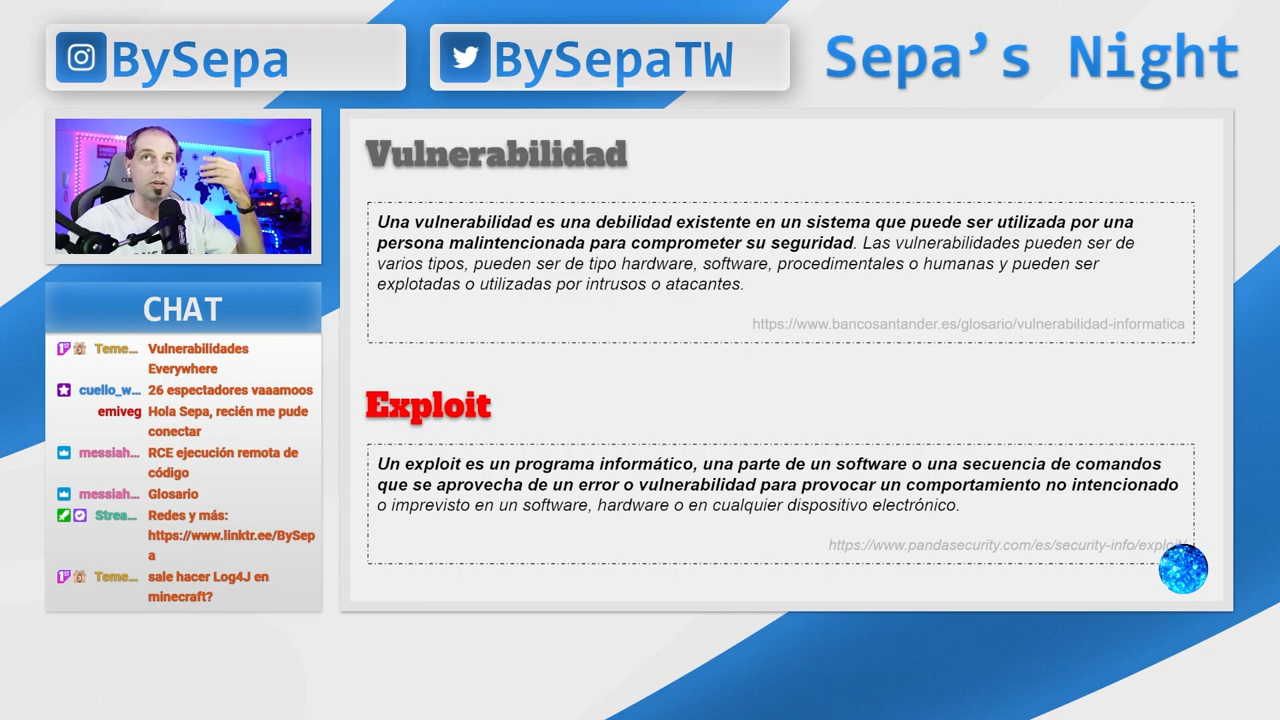 BySepa
BySepaTW
Sepa’s Night
Vulnerabilidad
Una vulnerabilidad es una debilidad existente en un sistema que puede ser utilizada por una
persona malintencionada para comprometer su seguridad. Las vulnerabilidades pueden ser de
varios tipos, pueden ser de tipo hardware, software, procedimentales o humanas y pueden ser
explotadas o utilizadas por intrusos o atacantes.
https://www.bancosantander.es/glosario/vulnerabilidad-informatica
Exploit
Un exploit es un programa informático, una parte de un software o una secuencia de comandos
que se aprovecha de un error o vulnerabilidad para provocar un comportamiento no intencionado
o imprevisto en un software, hardware o en cualquier dispositivo electrónico.
https://www.pandasecurity.com/es/security-info/exploit/
CHAT
Teme... Vulnerabilidades
Everywhere
cuello_w... 26 espectadores vaaamoos
emiveg Hola Sepa, recién me pude
conectar
messiah... RCE ejecución remota de
código
messiah... Glosario
Strea... Redes y más:
https://www.linktr.ee/BySep
a
Teme... sale hacer Log4J en
minecraft?